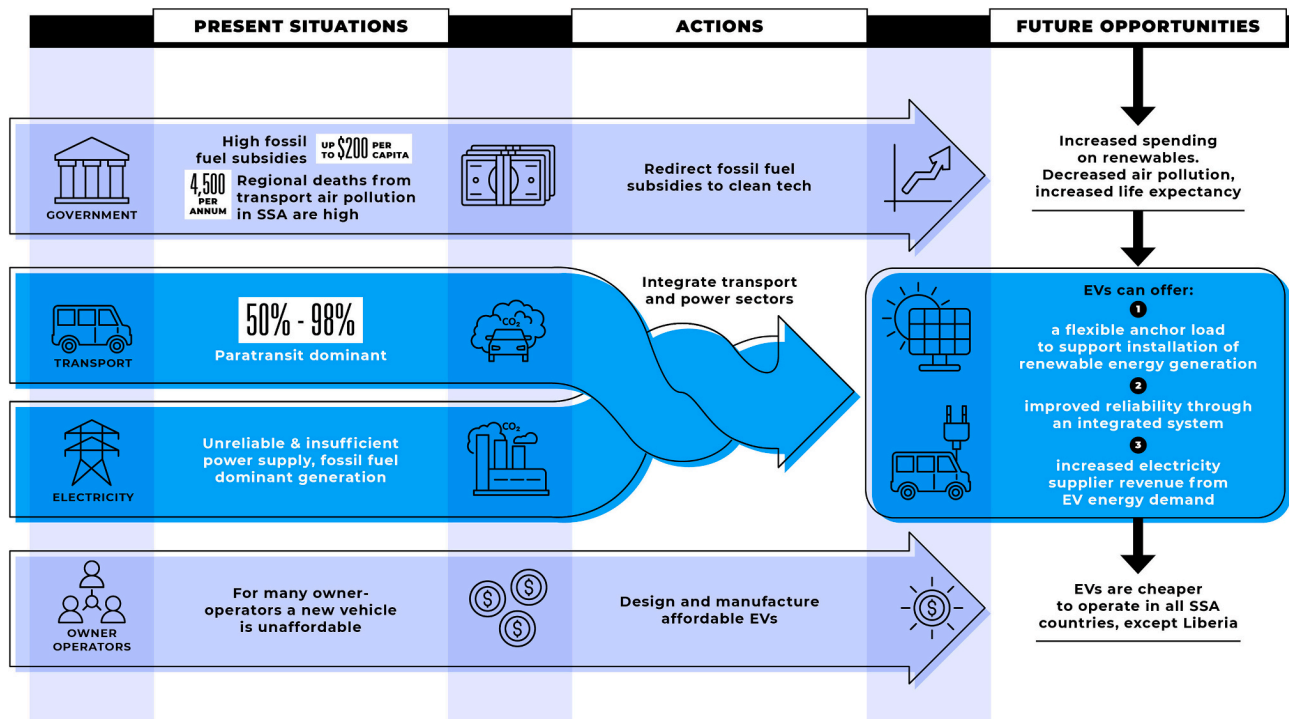 PRESENT SITUATIONS
ACTIONS
FUTURE OPPORTUNITIES
GOVERNMENT
High fossil
fuel subsidies
UP TO $200 PER CAPITA
4,500 PER ANNUM
Regional deaths from
transport air pollution
in SSA are high
Redirect fossil fuel
subsidies to clean tech
Increased spending
on renewables.
Decreased air pollution,
increased life expectancy
TRANSPORT
50% - 98%
Paratransit dominant
CO₂
Integrate transport
and power sectors
ELECTRICITY
Unreliable & insufficient
power supply, fossil fuel
dominant generation
CO₂
EVs can offer:
1
a flexible anchor load
to support installation of
renewable energy generation
2
improved reliability through
an integrated system
3
increased electricity
supplier revenue from
EV energy demand
OWNER
OPERATORS
For many owner-
operators a new vehicle
is unaffordable
$
$
$
Design and manufacture
affordable EVs
$
EVs are cheaper
to operate in all SSA
countries, except Liberia